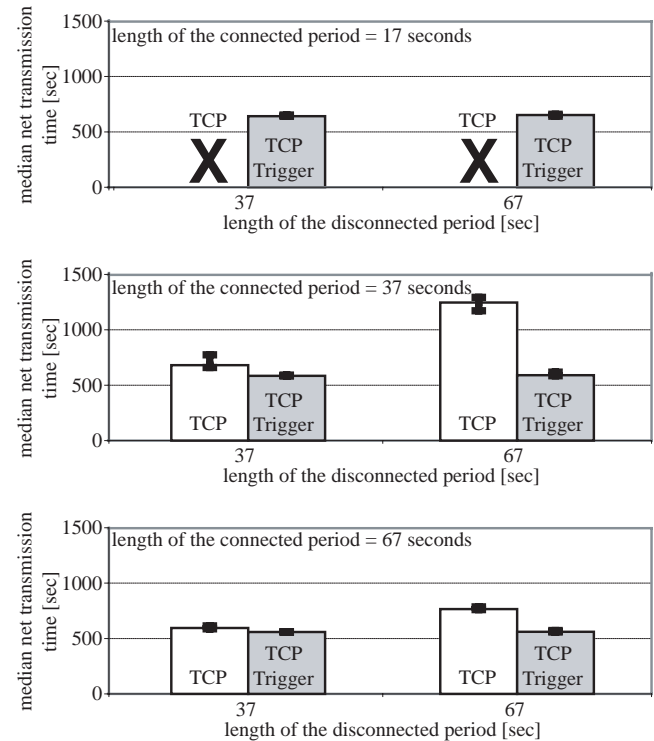 median net transmission
time [sec]
1500
1000
500
0
length of the connected period = 17 seconds
TCP
X
TCP
Trigger
TCP
X
TCP
Trigger
37
67
length of the disconnected period [sec]
median net transmission
time [sec]
1500
1000
500
0
length of the connected period = 37 seconds
TCP
TCP
Trigger
TCP
TCP
Trigger
37
67
length of the disconnected period [sec]
median net transmission
time [sec]
1500
1000
500
0
length of the connected period = 67 seconds
TCP
TCP
Trigger
TCP
TCP
Trigger
37
67
length of the disconnected period [sec]